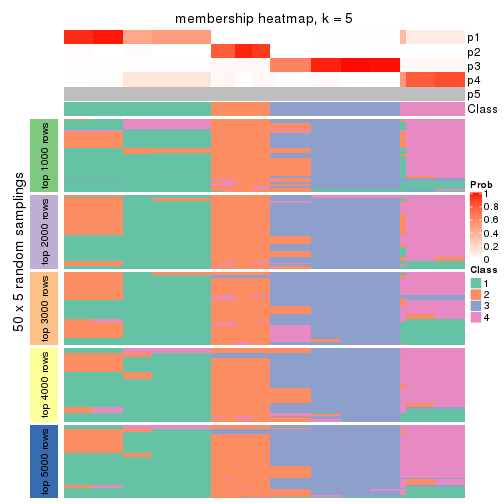 membership heatmap, k = 5
p1
p2
p3
p4
p5
Class
50 x 5 random samplings
top 1000 rows
top 2000 rows
top 3000 rows
top 4000 rows
top 5000 rows
Prob
1
0.8
0.6
0.4
0.2
0
Class
1
2
3
4